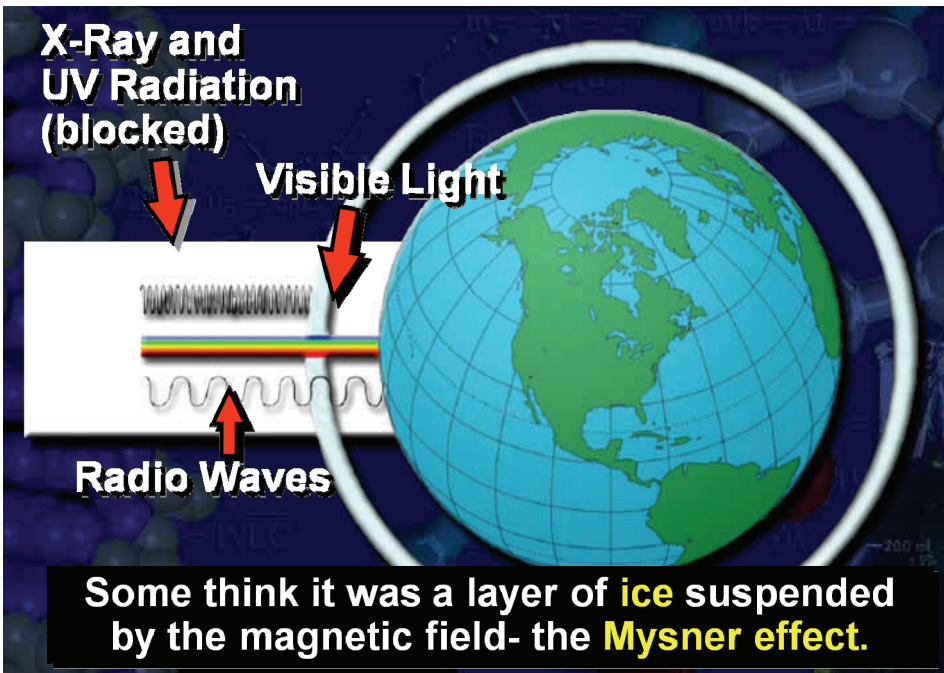 X-Ray and
UV Radiation
(blocked)
Visible Light
Radio Waves
Some think it was a layer of ice suspended
by the magnetic field- the Mysner effect.